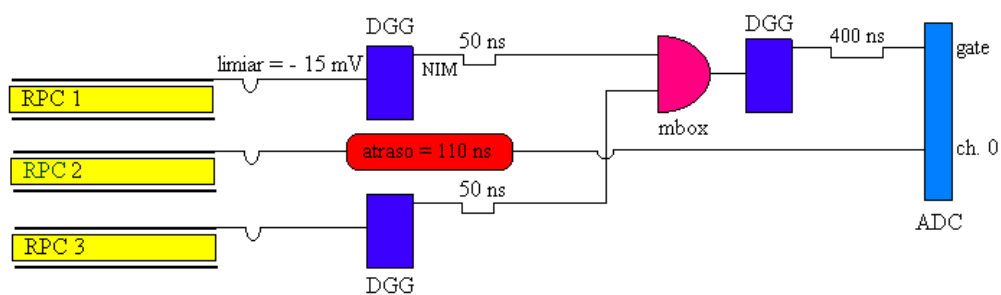 DGG
DGG
50 ns
400 ns
limiar = - 15 mV
NIM
gate
RPC 1
mbox
atraso = 110 ns
ch. 0
RPC 2
50 ns
ADC
RPC 3
DGG